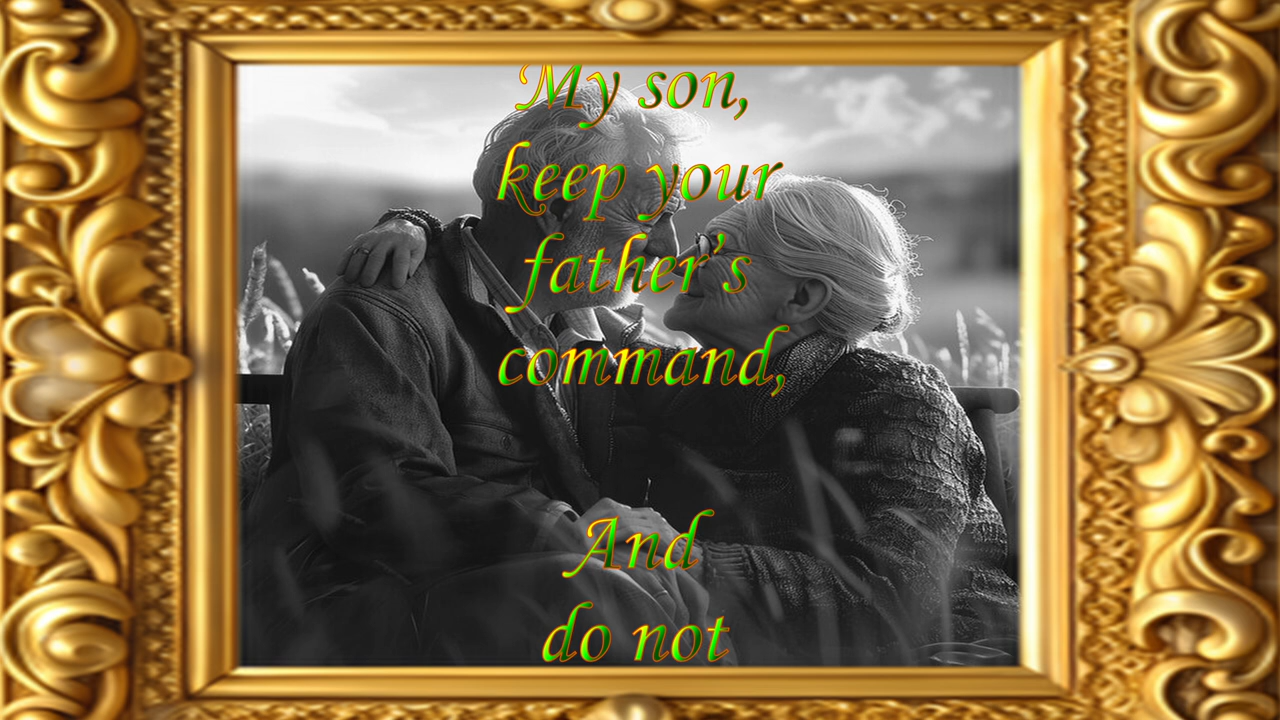 My son,
keep your
father's
command,
And
do not